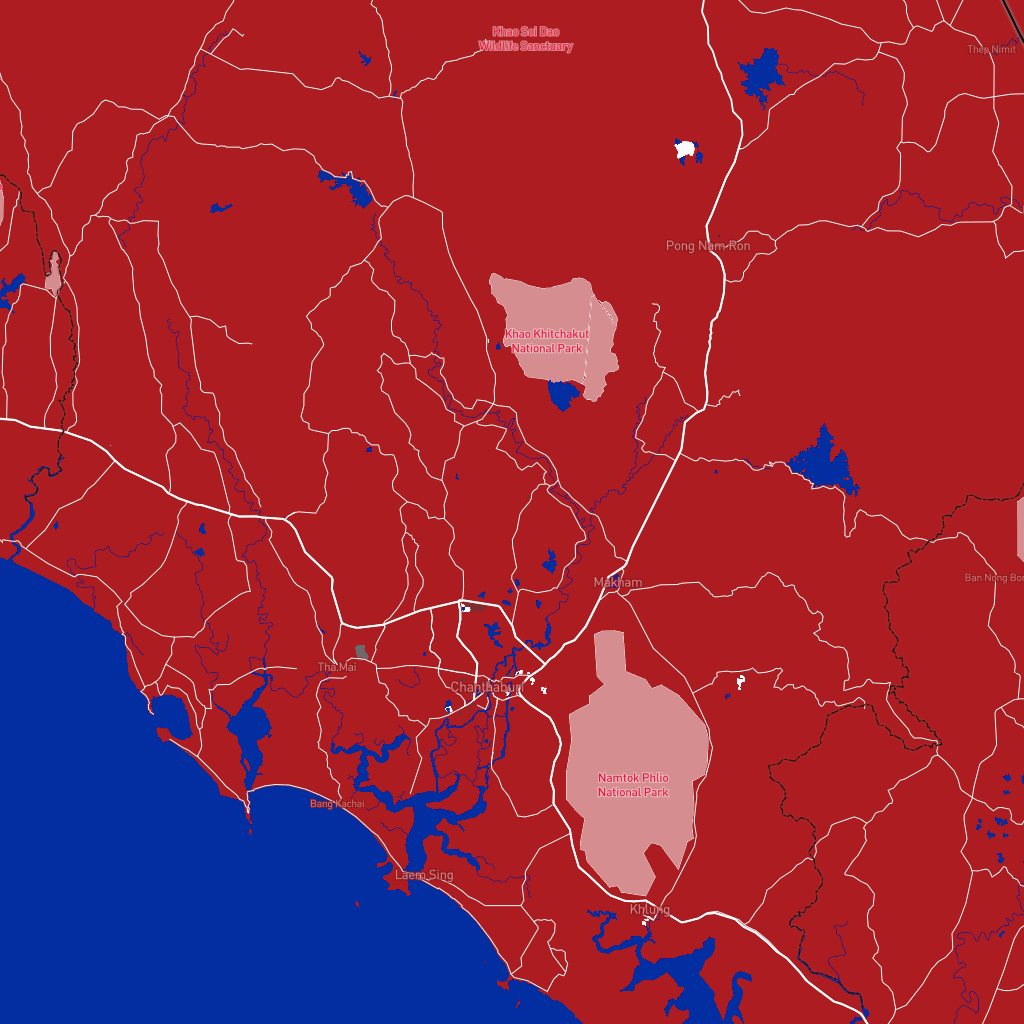 Khao Soi Dao
Wildlife Sanctuary
Thep Nimit
Pong Nam Ron
Khao Khitchakut
National Park
Makham
Ban Nong Bon
Tha Mai
Chanthaburi
Namtok Phlio
National Park
Bang Kachai
Laem Sing
Khlung